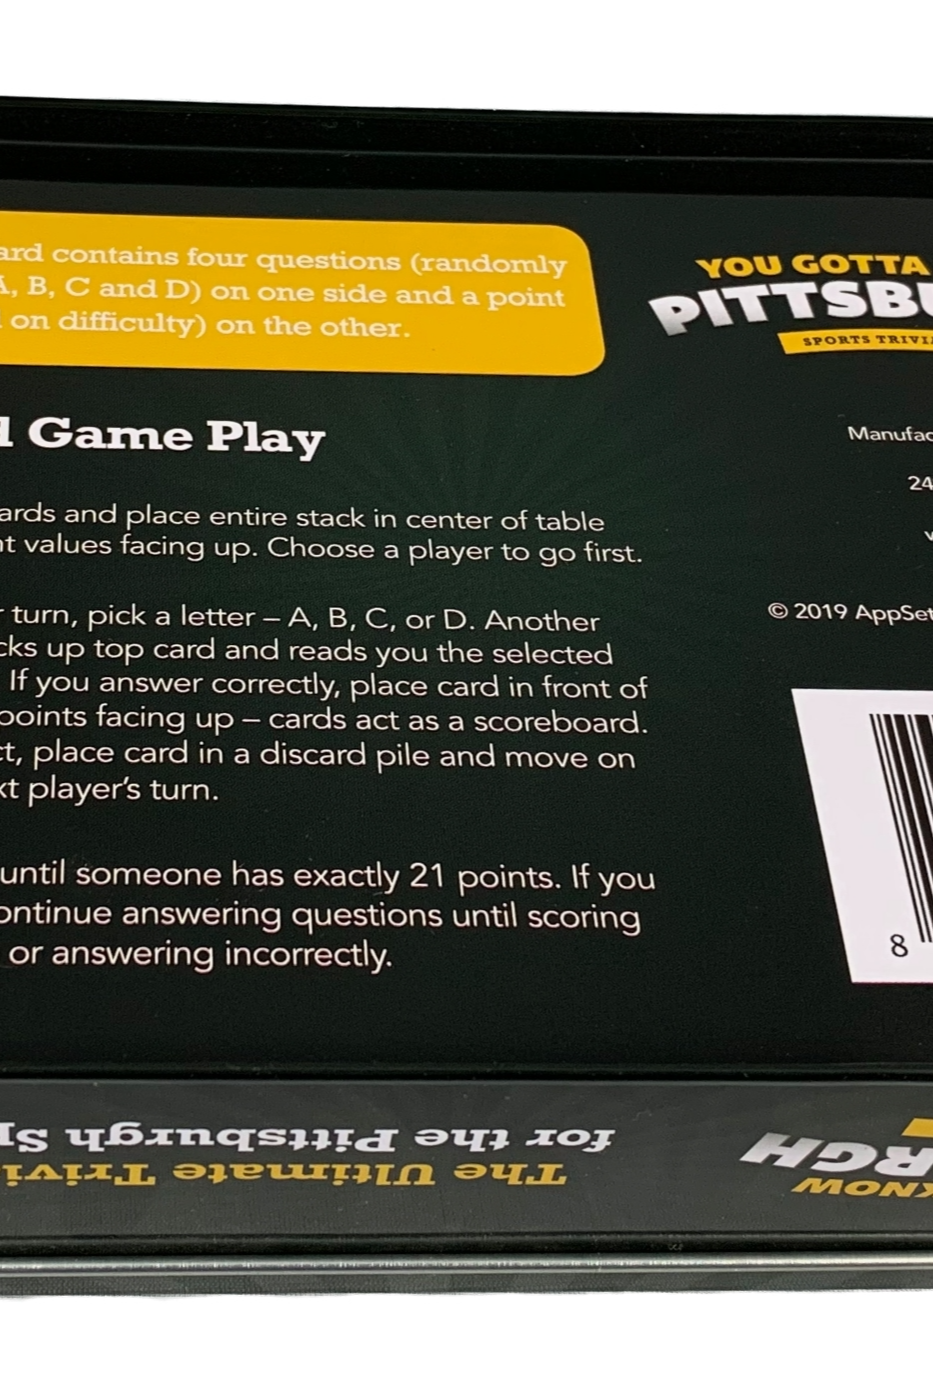 ard contains four questions (randomly
A, B, C and D) on one side and a point
on difficulty) on the other.
Game Play
ards and place entire stack in center of table
nt values facing up. Choose a player to go first.
r turn, pick a letter – A, B, C, or D. Another
cks up top card and reads you the selected
If you answer correctly, place card in front of
points facing up – cards act as a scoreboard.
ct, place card in a discard pile and move on
xt player's turn.
until someone has exactly 21 points. If you
ontinue answering questions until scoring
or answering incorrectly.
YOU GOTTA
PITTSBU
SPORTS TRIVI
Manufac
24
© 2019 AppSet
8
The Ultimate Trivi
for the Pittsburgh Sp
KNOW
RGH